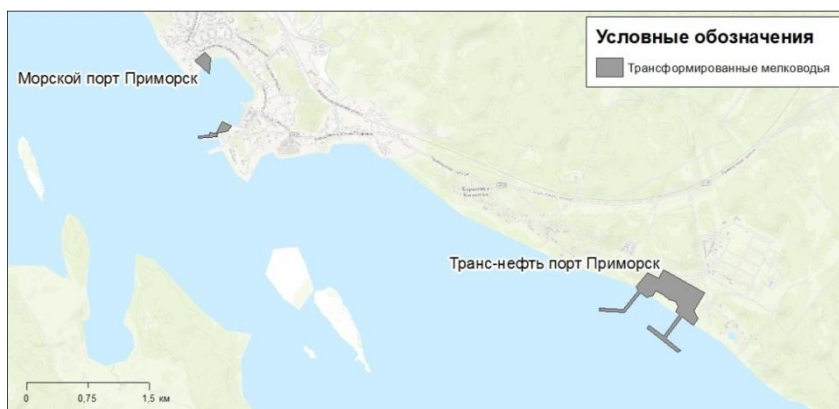 Условные обозначения
Трансформированные мелководья
Морской порт Приморск
Транс-нефть порт Приморск
0 0,75 1,5 км